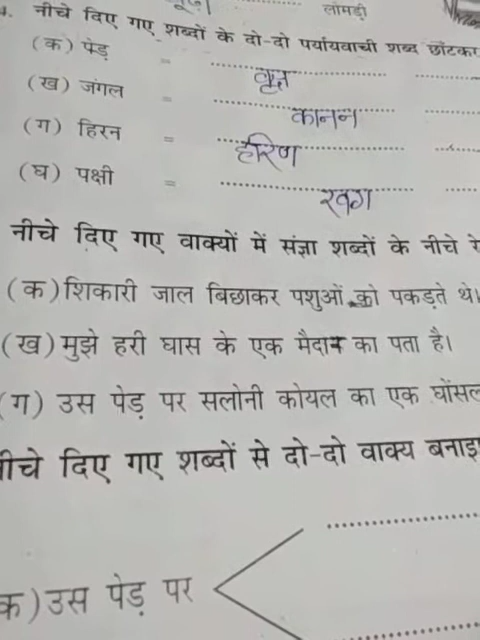 लोमड़ी
4. नीचे दिए गए शब्दों के दो-दो पर्यायवाची शब्द छाँटकर
(क) पेड़ = ........................
वृक्ष
(ख) जंगल = ........................
कानन
(ग) हिरन = ........................
हरिण
(घ) पक्षी = ........................
खग
नीचे दिए गए वाक्यों में संज्ञा शब्दों के नीचे रे
(क) शिकारी जाल बिछाकर पशुओं को पकड़ते थे।
(ख) मुझे हरी घास के एक मैदान का पता है।
(ग) उस पेड़ पर सलोनी कोयल का एक घोंसल
नीचे दिए गए शब्दों से दो-दो वाक्य बनाइए
(क) उस पेड़ पर ........................